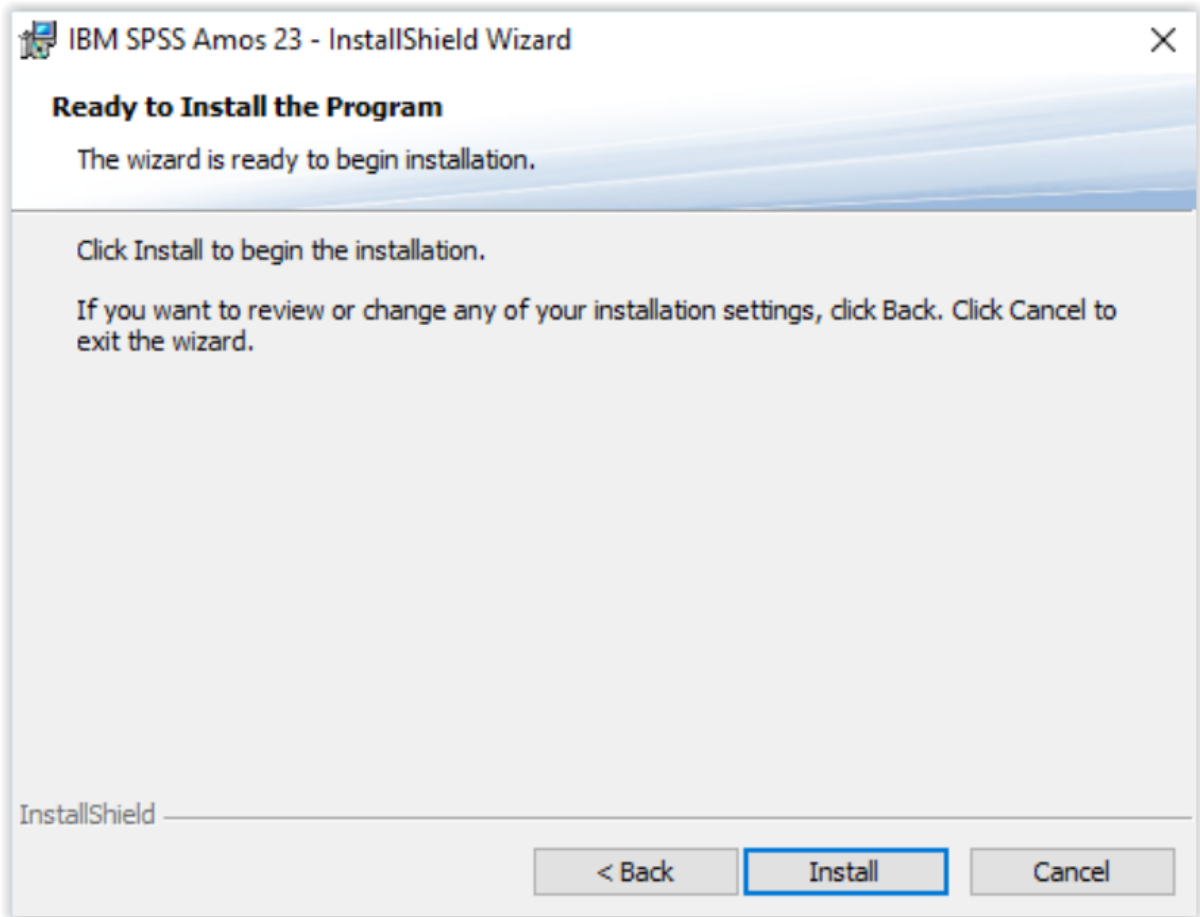 IBM SPSS Amos 23 - InstallShield Wizard
Ready to Install the Program
The wizard is ready to begin installation.
Click Install to begin the installation.
If you want to review or change any of your installation settings, click Back. Click Cancel to
exit the wizard.
InstallShield
< Back
Install
Cancel